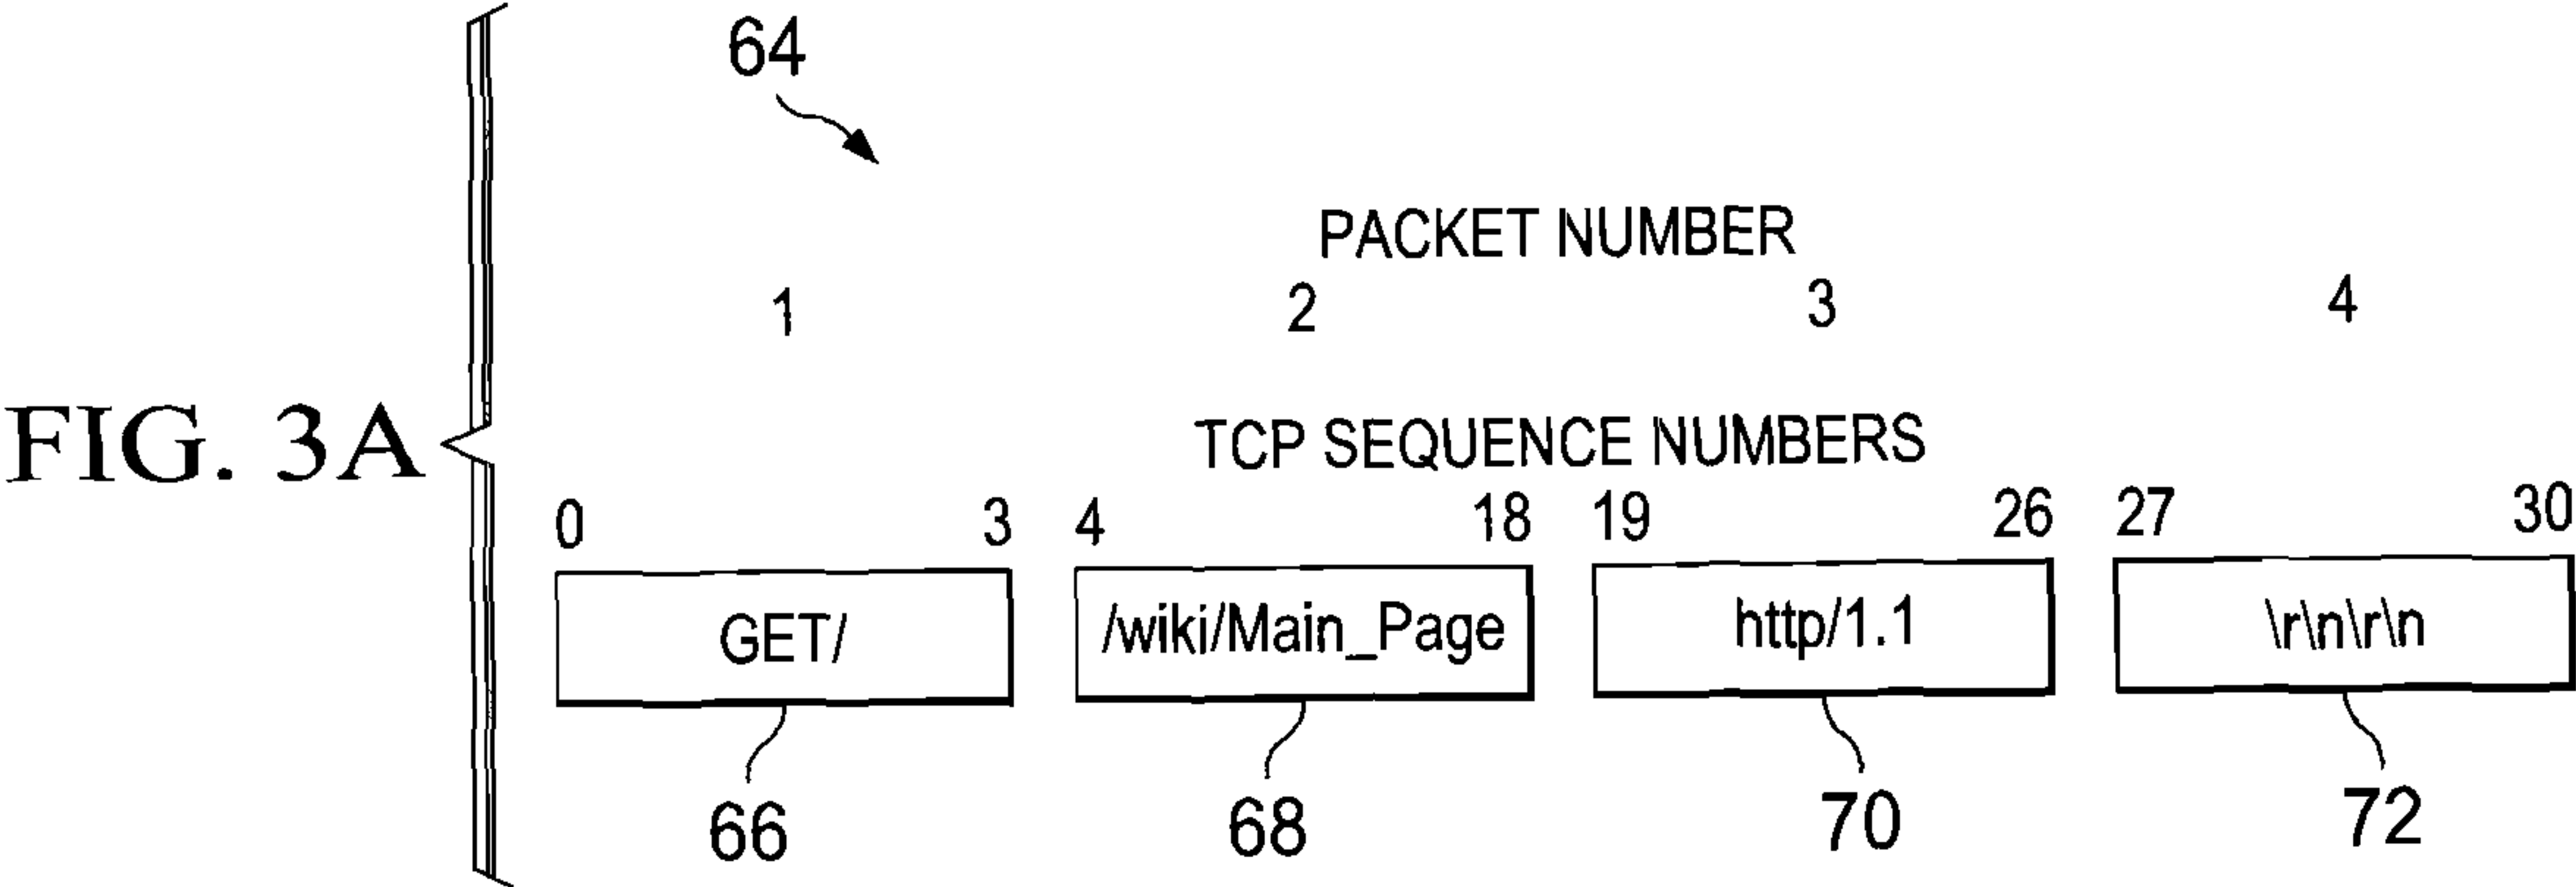 64
PACKET NUMBER
1 2 3 4
FIG. 3A
TCP SEQUENCE NUMBERS
0 3 4 18 19 26 27 30
GET/ /wiki/Main_Page http/1.1 \r\n\r\n
66 68 70 72